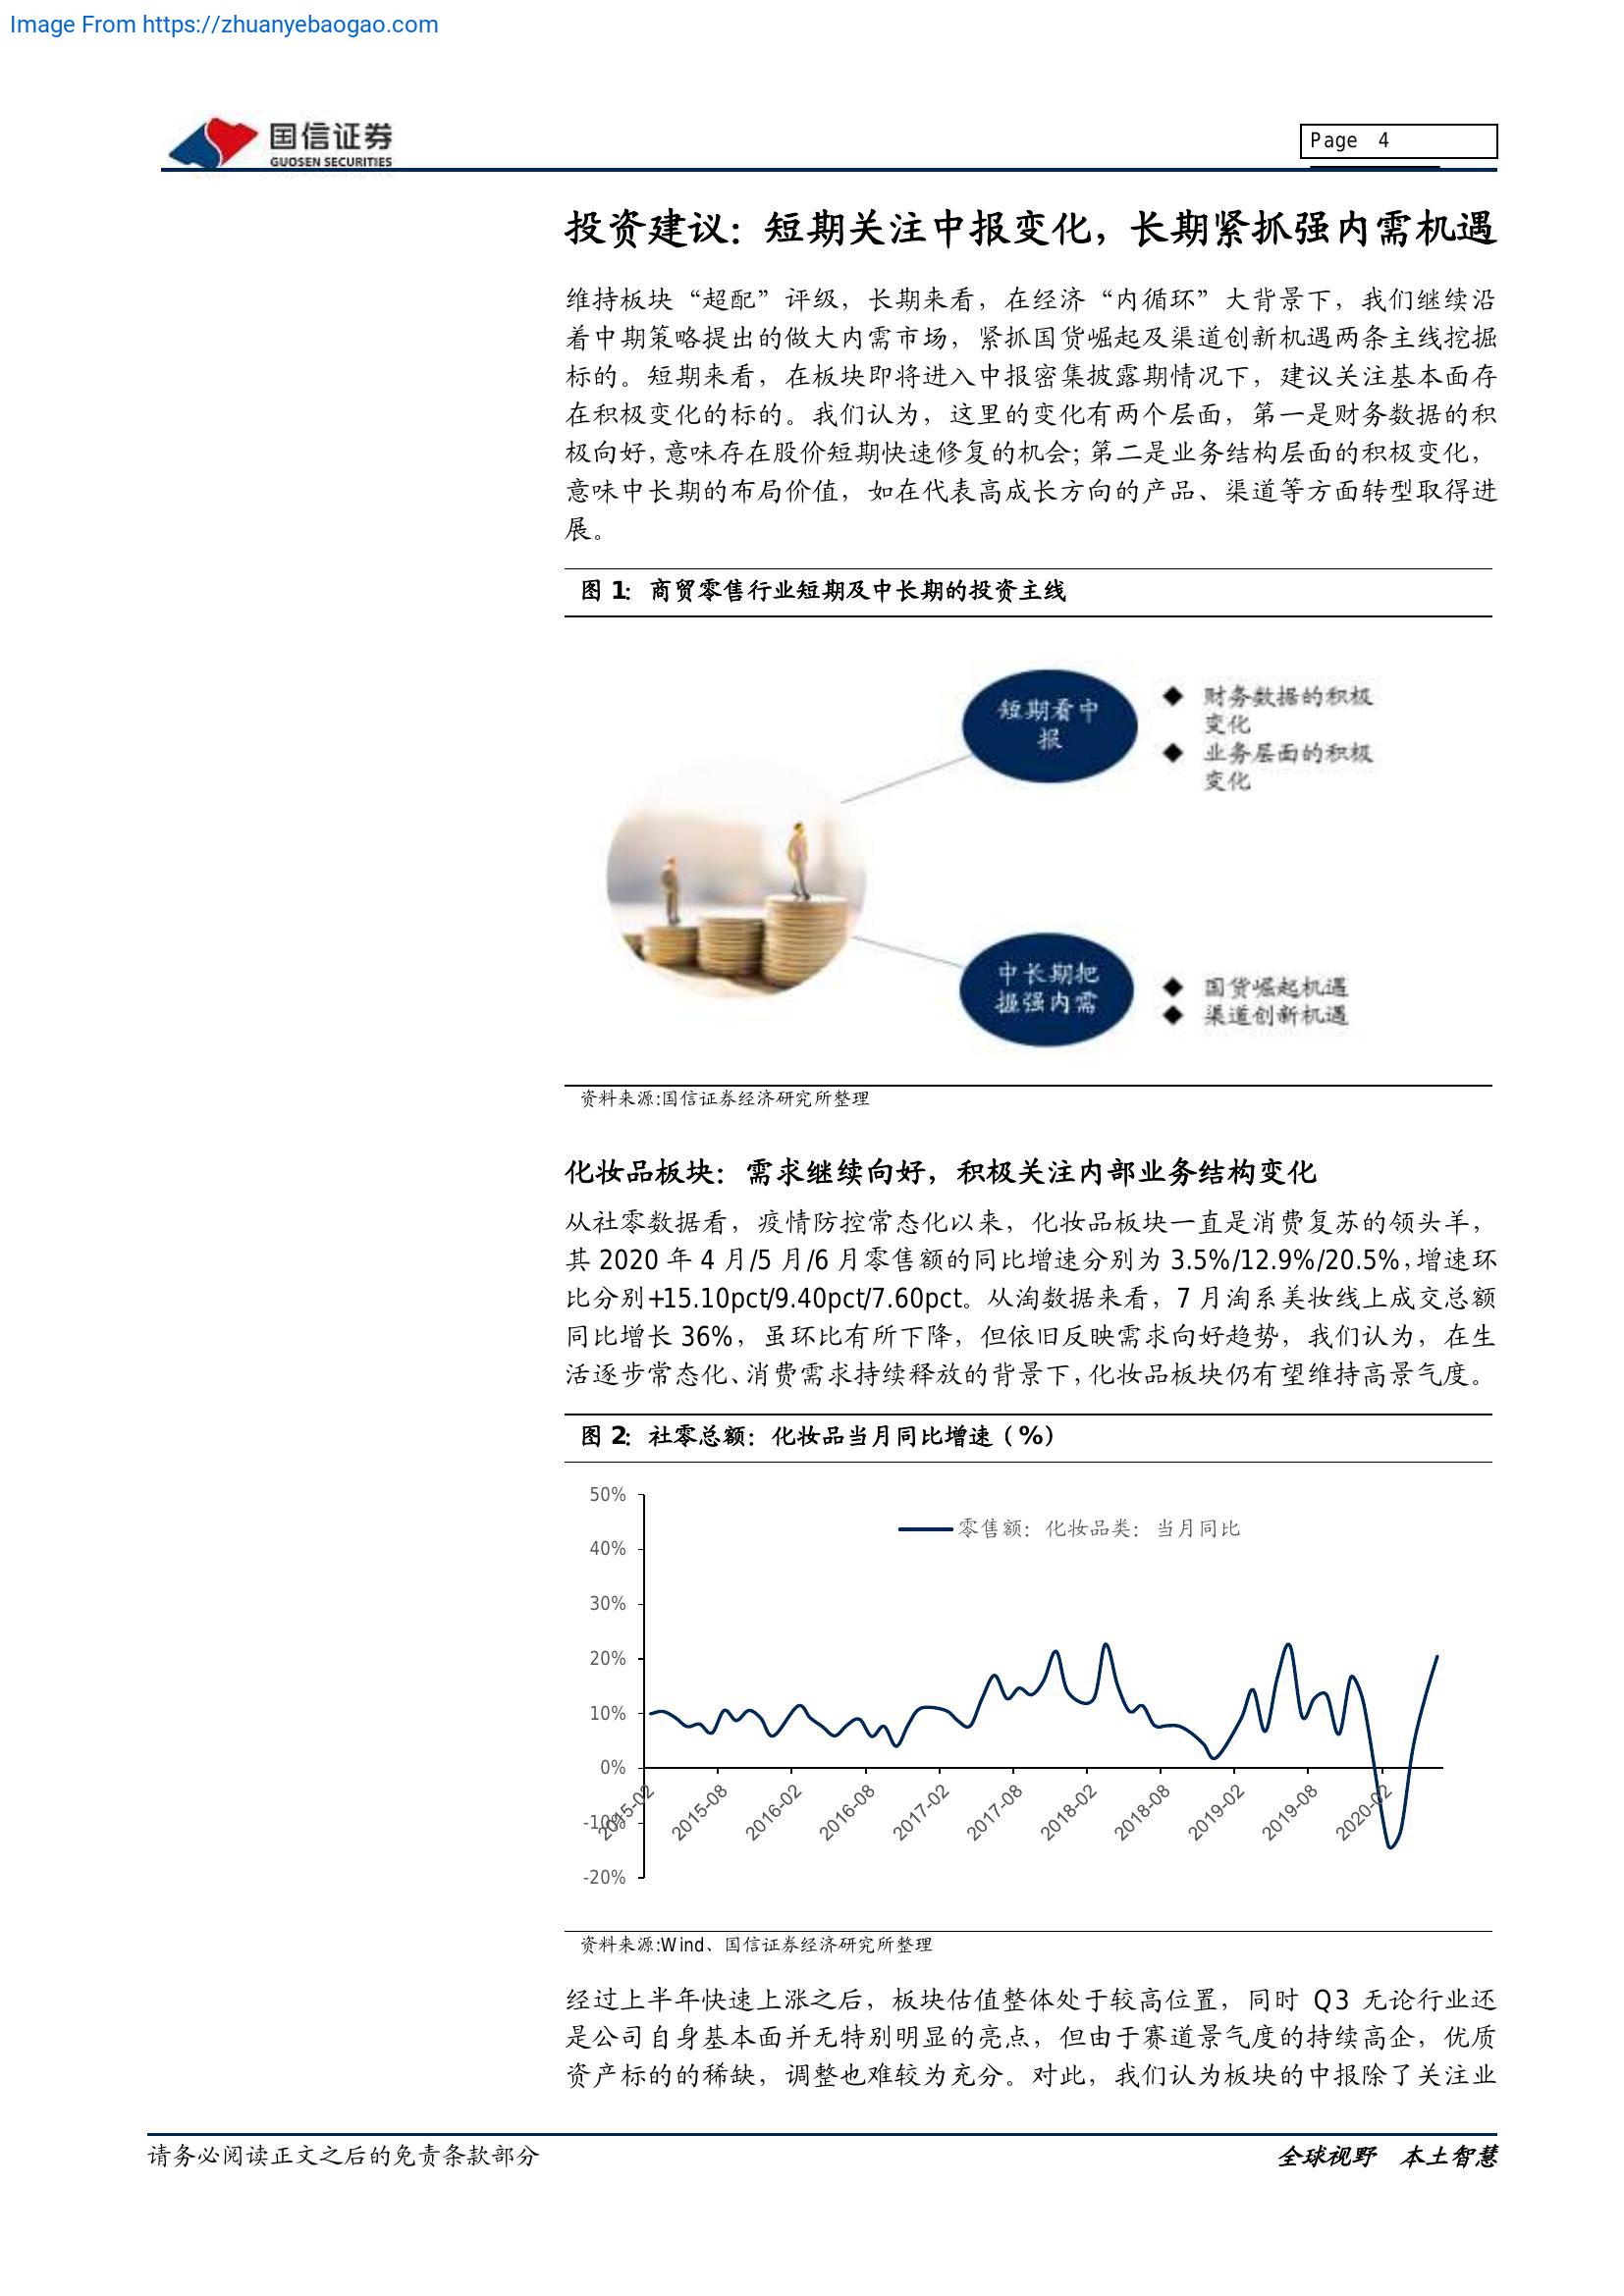 Image From https://zhuanyebaogao.com
国信证券
GUOSEN SECURITIES
Page 4
投资建议：短期关注中报变化，长期紧抓强内需机遇
维持板块“超配”评级，长期来看，在经济“内循环”大背景下，我们继续沿
着中期策略提出的做大内需市场，紧抓国货崛起及渠道创新机遇两条主线挖掘
标的。短期来看，在板块即将进入中报密集披露期情况下，建议关注基本面存
在积极变化的标的。我们认为，这里的变化有两个层面，第一是财务数据的积
极向好，意味存在股价短期快速修复的机会；第二是业务结构层面的积极变化，
意味中长期的布局价值，如在代表高成长方向的产品、渠道等方面转型取得进
展。
图 1：商贸零售行业短期及中长期的投资主线
短期看中
报
◆ 财务数据的积极
变化
◆ 业务层面的积极
变化
中长期把
握强内需
◆ 国货崛起机遇
◆ 渠道创新机遇
资料来源:国信证券经济研究所整理
化妆品板块：需求继续向好，积极关注内部业务结构变化
从社零数据看，疫情防控常态化以来，化妆品板块一直是消费复苏的领头羊，
其 2020 年 4 月/5 月/6 月零售额的同比增速分别为 3.5%/12.9%/20.5%，增速环
比分别+15.10pct/9.40pct/7.60pct。从淘数据来看，7 月淘系美妆线上成交总额
同比增长 36%，虽环比有所下降，但依旧反映需求向好趋势，我们认为，在生
活逐步常态化、消费需求持续释放的背景下，化妆品板块仍有望维持高景气度。
图 2：社零总额：化妆品当月同比增速（%）
50%
零售额：化妆品类：当月同比
40%
30%
20%
10%
0%
-10%
-20%
2015-02
2015-08
2016-02
2016-08
2017-02
2017-08
2018-02
2018-08
2019-02
2019-08
2020-02
资料来源:Wind、国信证券经济研究所整理
经过上半年快速上涨之后，板块估值整体处于较高位置，同时 Q3 无论行业还
是公司自身基本面并无特别明显的亮点，但由于赛道景气度的持续高企，优质
资产标的的稀缺，调整也难较为充分。对此，我们认为板块的中报除了关注业
请务必阅读正文之后的免责条款部分
全球视野 本土智慧